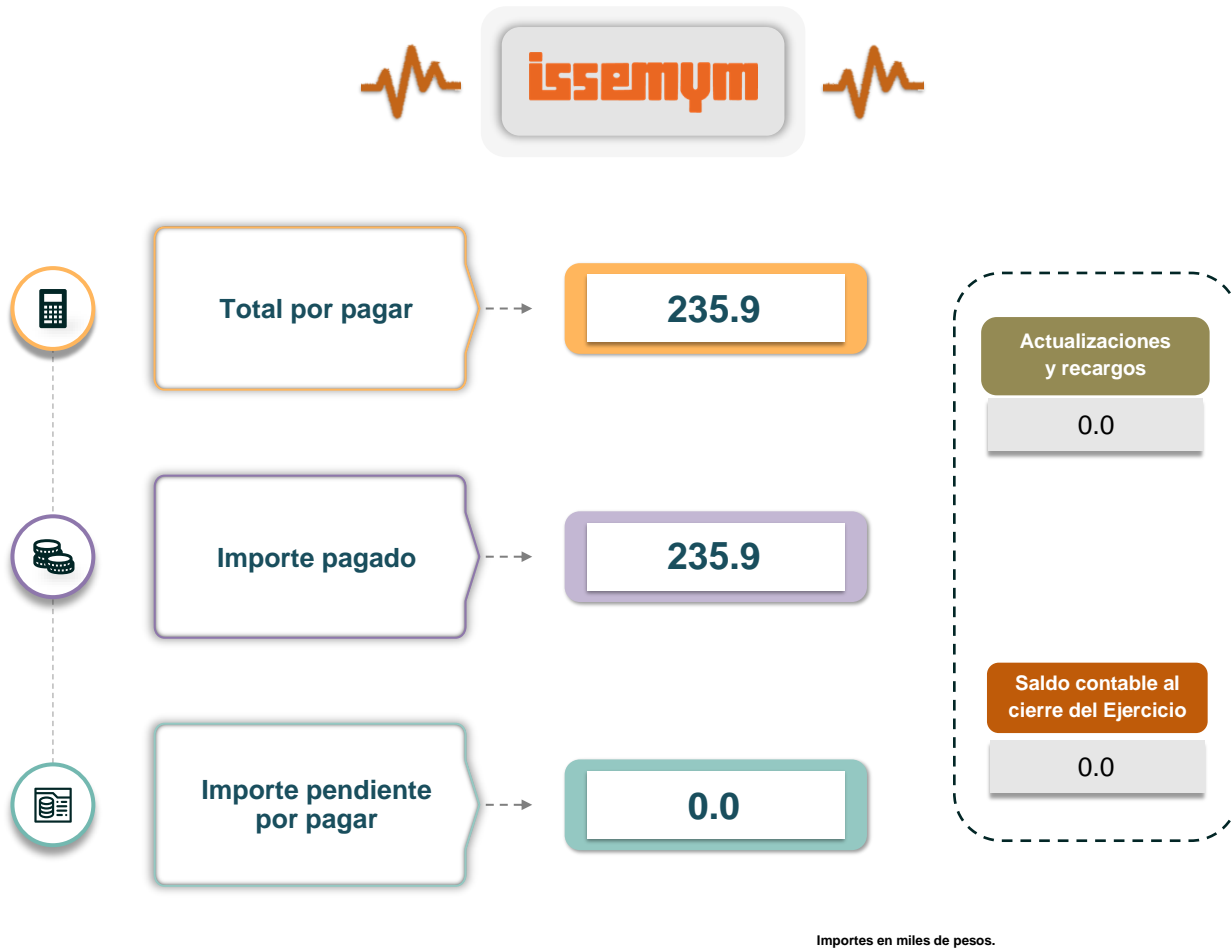 issemym
Total por pagar
235.9
Actualizaciones
y recargos
0.0
Importe pagado
235.9
Saldo contable al
cierre del Ejercicio
0.0
Importe pendiente
por pagar
0.0
Importes en miles de pesos.